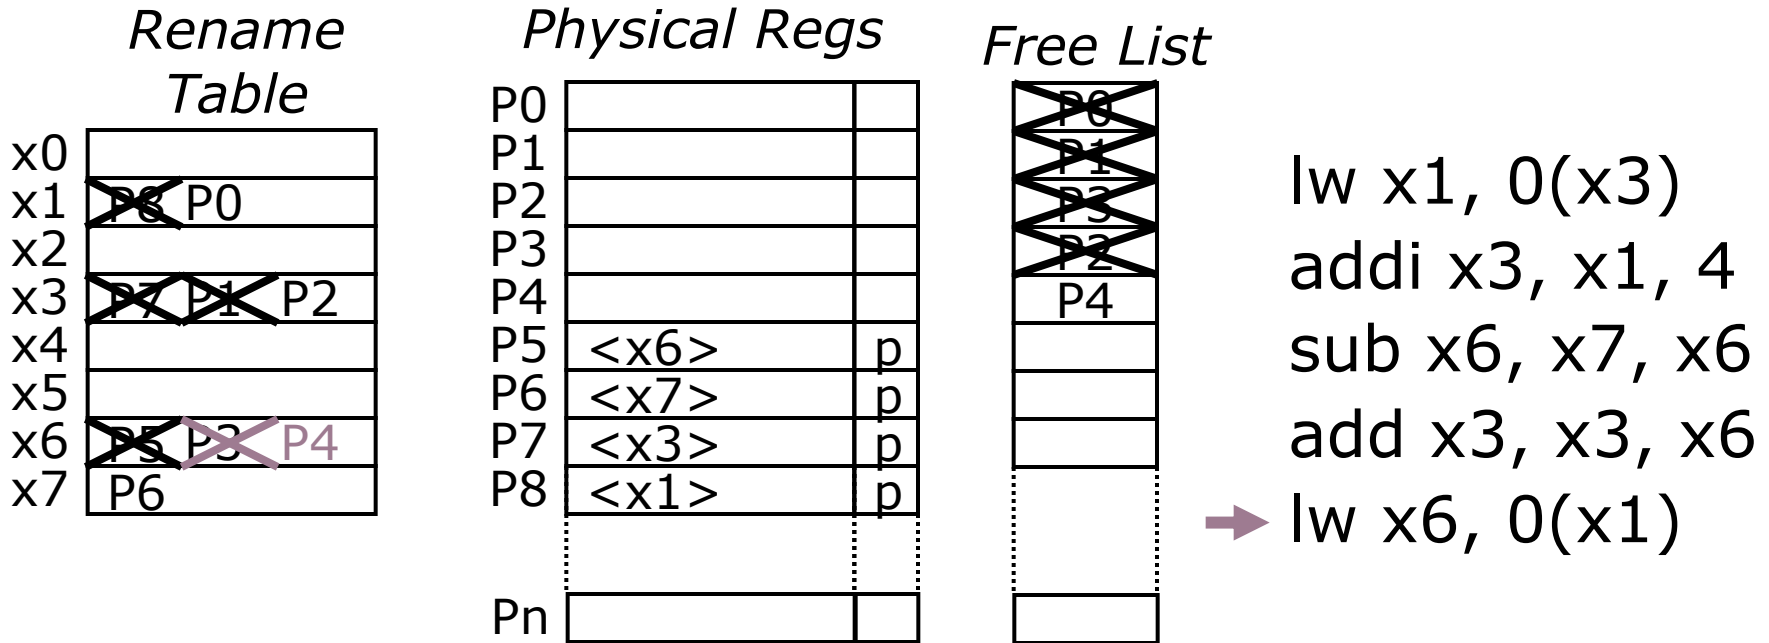 Rename
Table
x0
x1 P8 P0
x2
x3 P7 P1 P2
x4
x5
x6 P5 P3 P4
x7 P6
Physical Regs
P0
P1
P2
P3
P4
P5 <x6> p
P6 <x7> p
P7 <x3> p
P8 <x1> p
Pn
Free List
P0
P1
P3
P2
P4
lw x1, 0(x3)
addi x3, x1, 4
sub x6, x7, x6
add x3, x3, x6
lw x6, 0(x1)